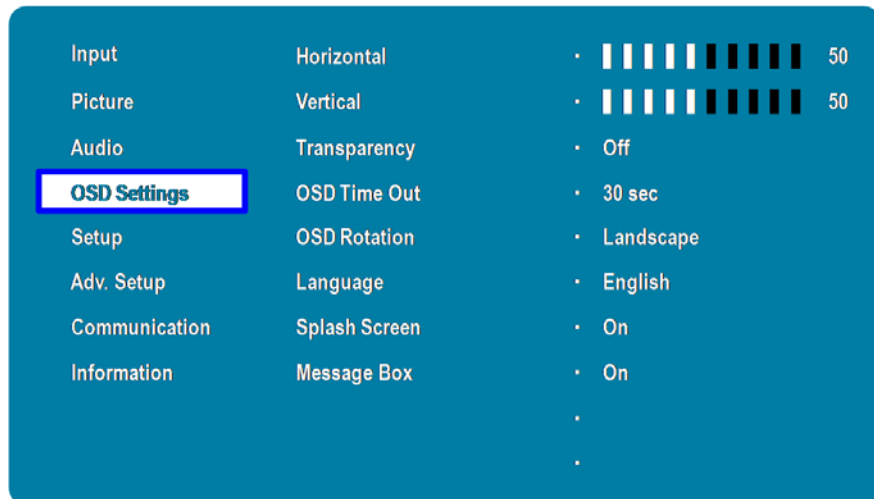 Input Horizontal · 50
Picture Vertical · 50
Audio Transparency · Off
OSD Settings OSD Time Out · 30 sec
Setup OSD Rotation · Landscape
Adv. Setup Language · English
Communication Splash Screen · On
Information Message Box · On
·
·